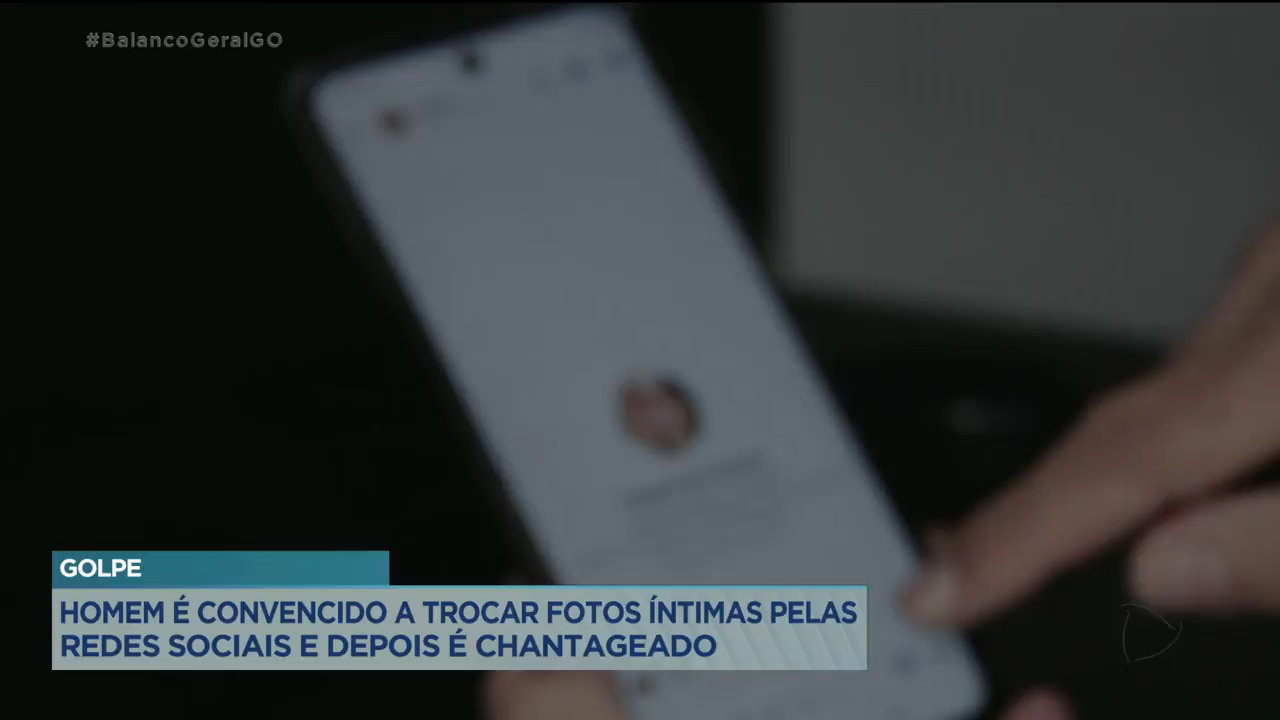 #BalancoGeralGO
GOLPE
HOMEM É CONVENCIDO A TROCAR FOTOS ÍNTIMAS PELAS
REDES SOCIAIS E DEPOIS É CHANTAGEADO